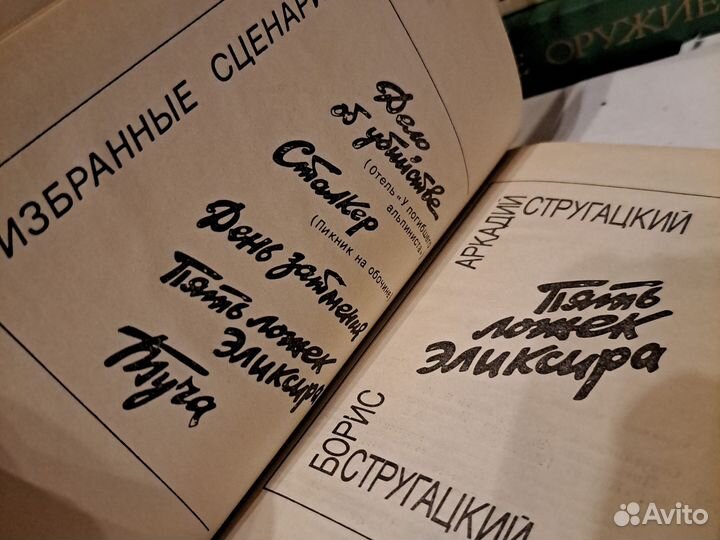 ИЗБРАННЫЕ СЦЕНАРИ
Дело
об убийстве
(Отель «У погибшего
альпиниста»)
Сталкер
(Пикник на обочине)
День затмения
Пять ложек
эликсира
Туча
АРКАДИЙ
СТРУГАЦКИЙ
Пять
ложек
эликсира
БОРИС
СТРУГАЦКИЙ
ОРУЖИЕ
Avito